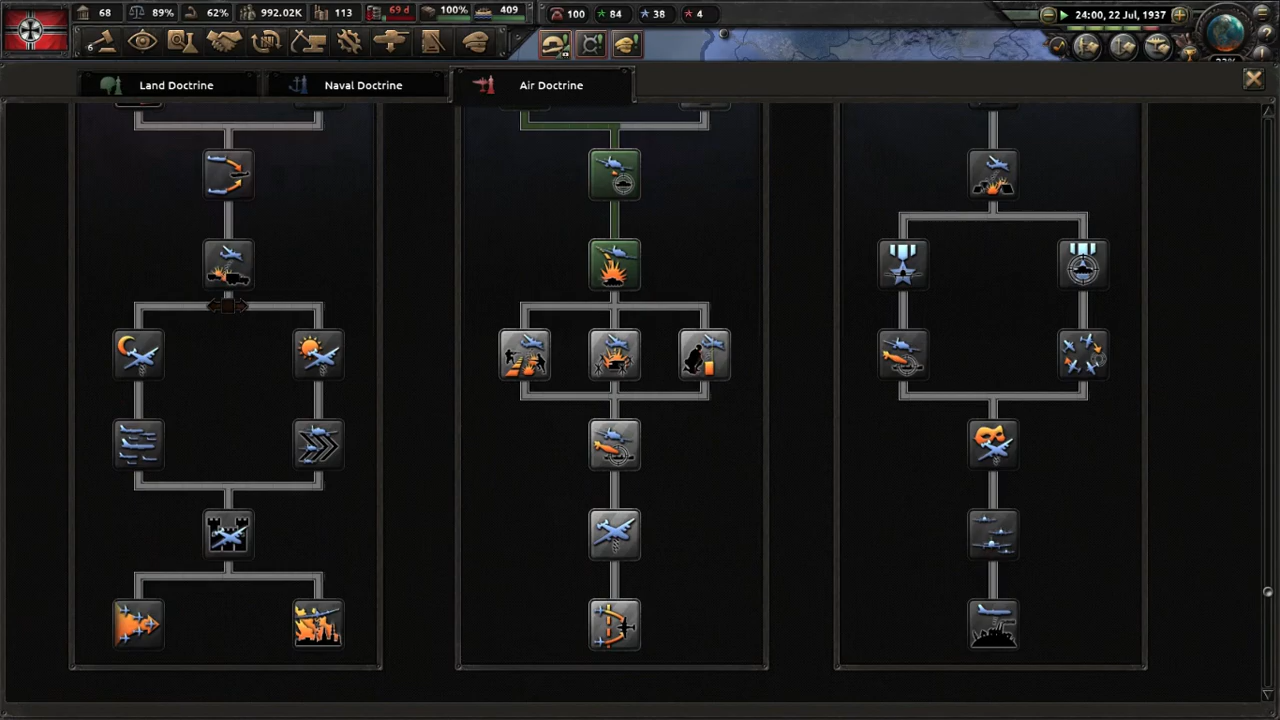 68 89% 62% 992.02K 113 69 d 100% 409 100 84 38 4 24:00, 22 Jul, 1937
6
Land Doctrine Naval Doctrine Air Doctrine